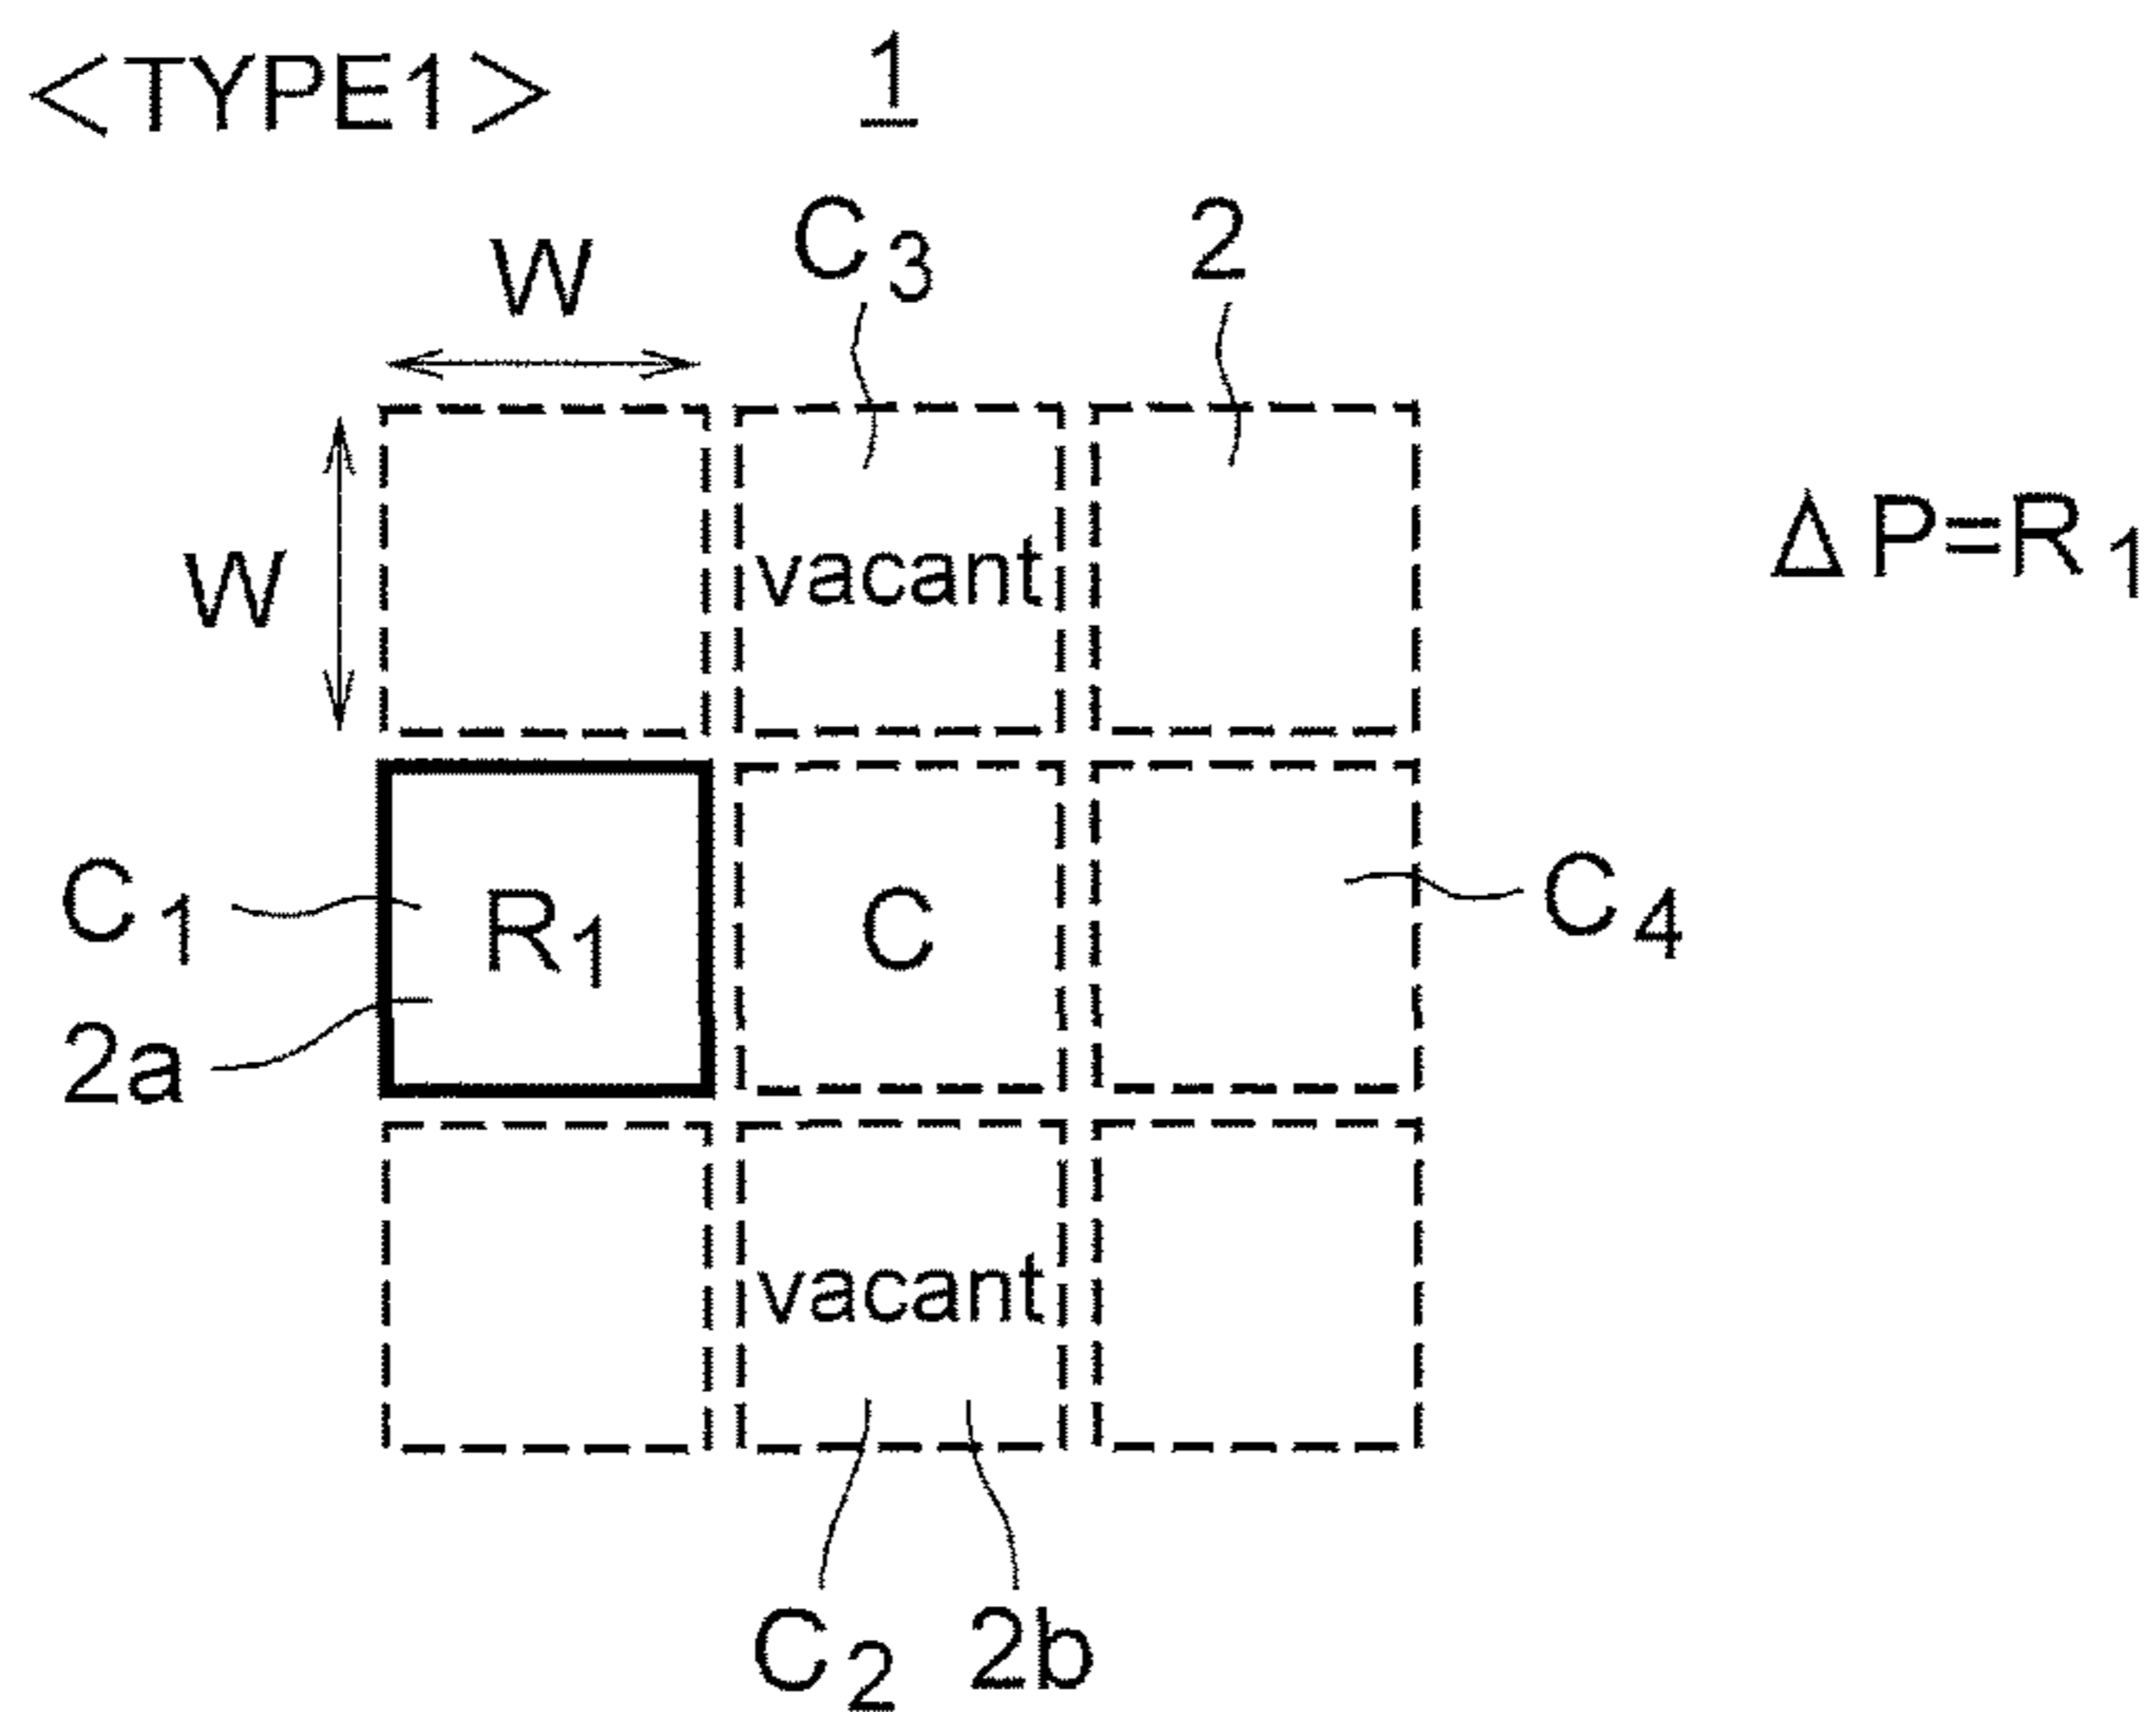 <TYPE1>
1
C3
2
W
W
vacant
ΔP=R1
C1
R1
C
C4
2a
vacant
C2
2b